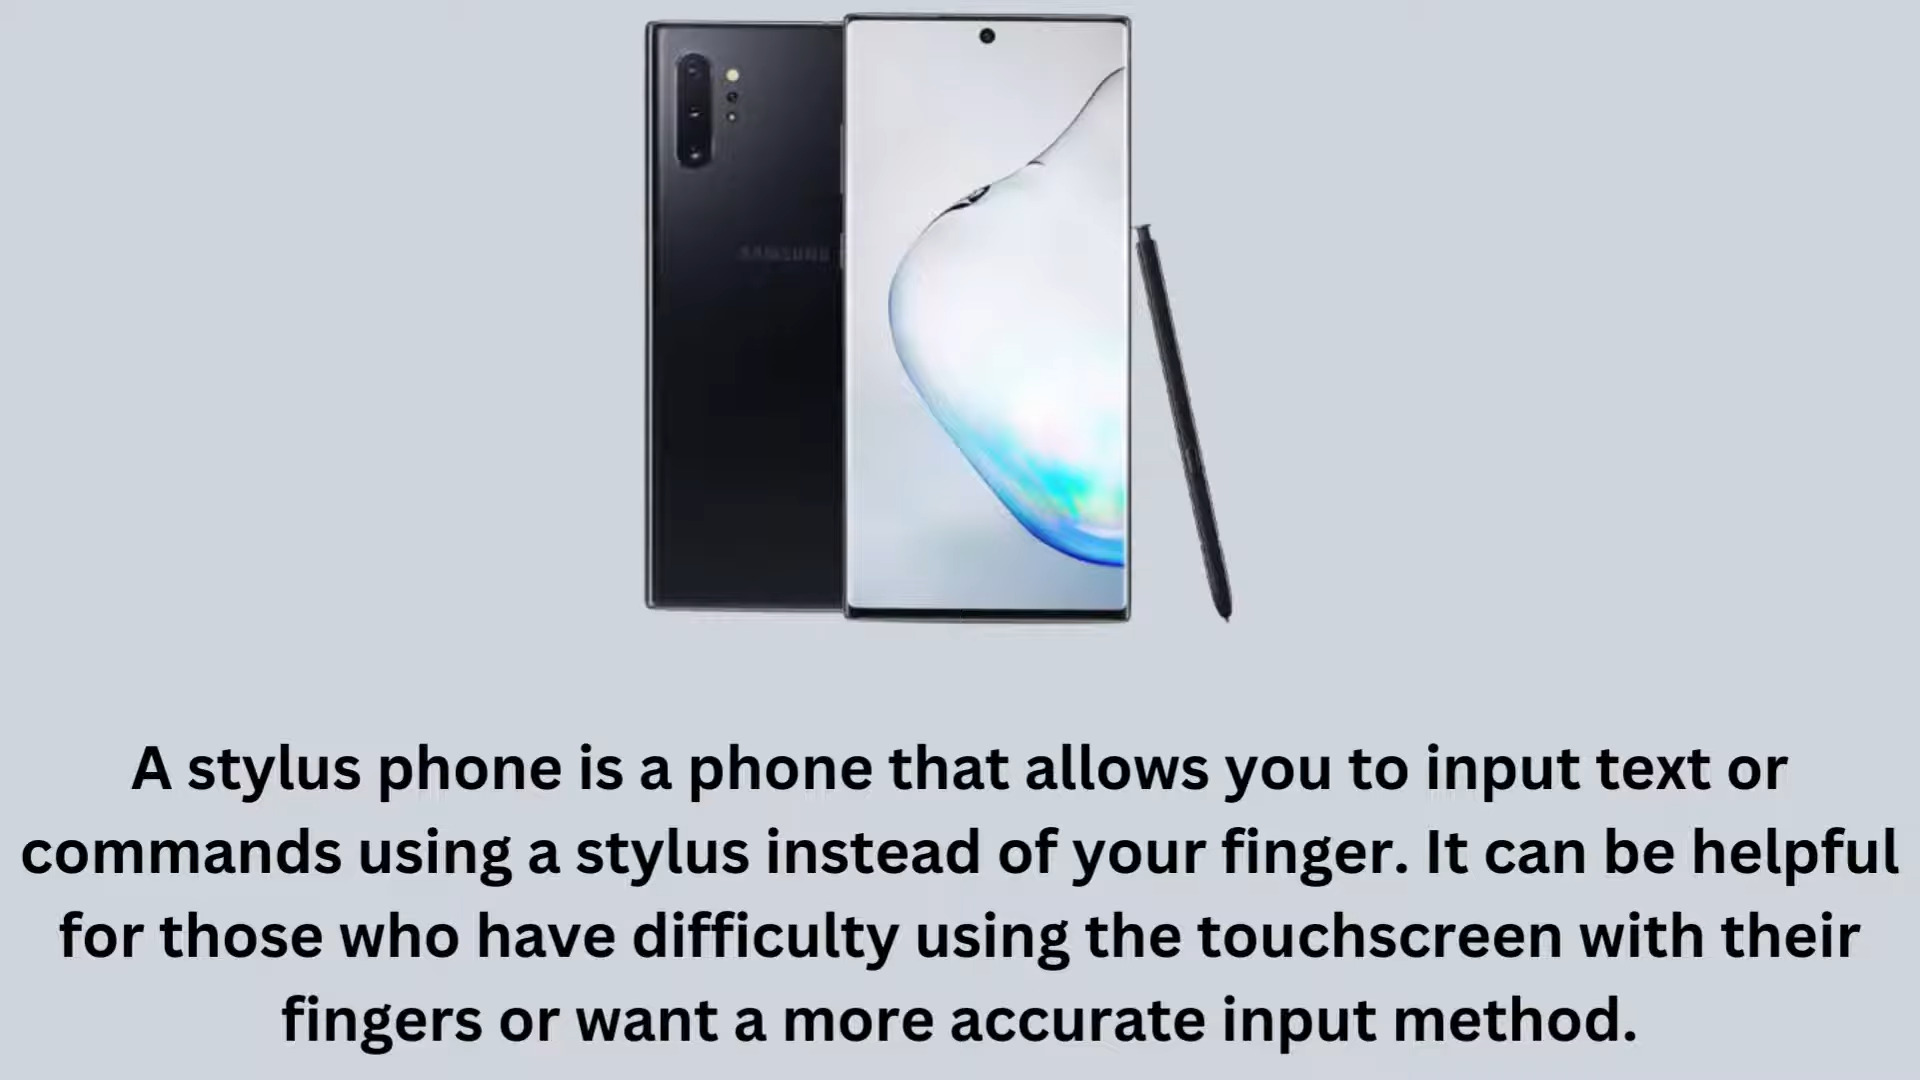 SAMSUNG
A stylus phone is a phone that allows you to input text or
commands using a stylus instead of your finger. It can be helpful
for those who have difficulty using the touchscreen with their
fingers or want a more accurate input method.